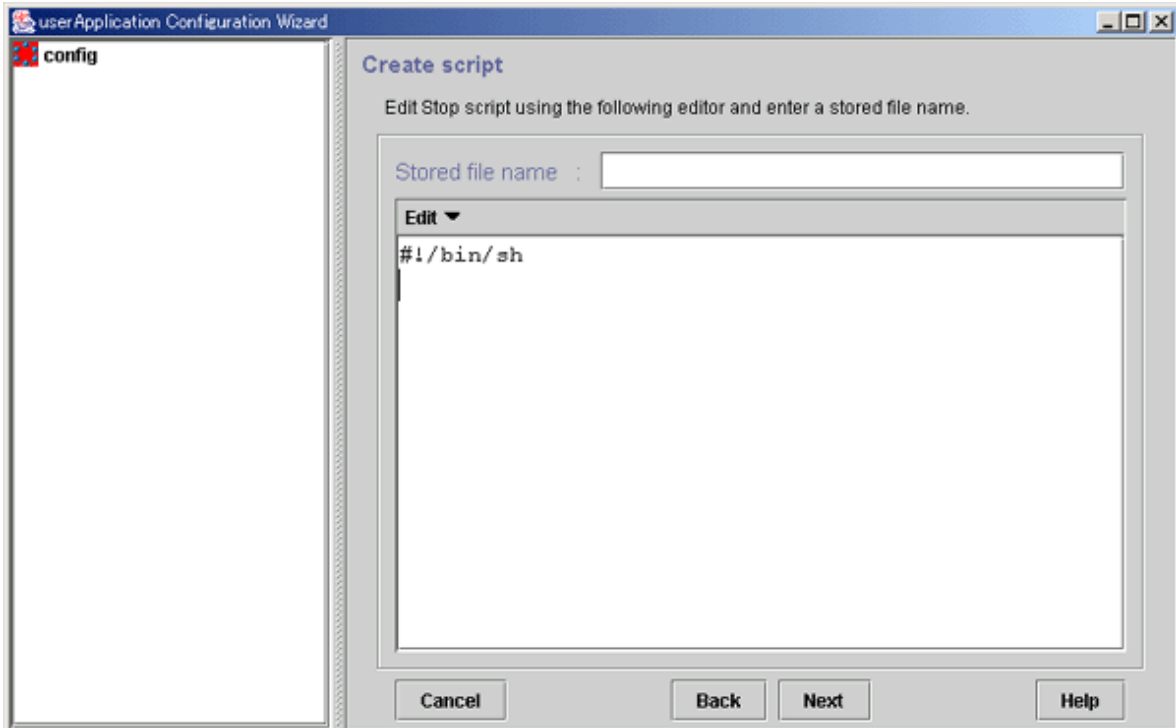 userApplication Configuration Wizard
config
Create script
Edit Stop script using the following editor and enter a stored file name.
Stored file name :
Edit
#!/bin/sh
Cancel Back Next Help